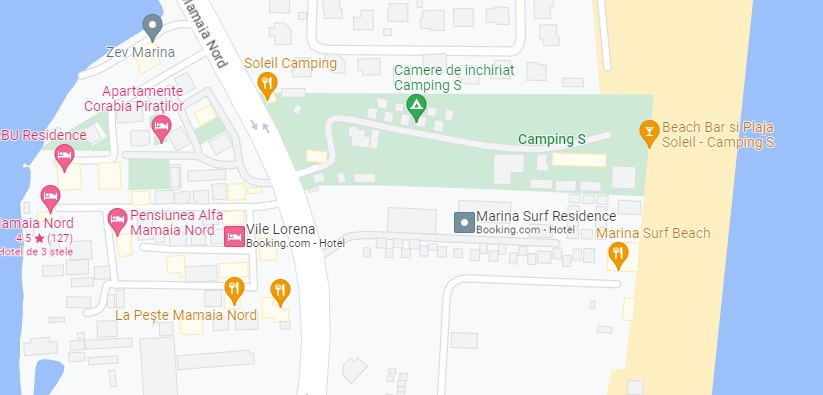 Mamaia Nord
Zev Marina
Soleil Camping
Camere de inchiriat
Camping S
Apartamente
Corabia Piraților
BU Residence
Camping S
Beach Bar si Plaja
Soleil - Camping S
Mamaia Nord
4.5 ★ (127)
Hotel de 3 stele
Pensiunea Alfa
Mamaia Nord
Vile Lorena
Booking.com - Hotel
Marina Surf Residence
Booking.com - Hotel
Marina Surf Beach
La Pește Mamaia Nord